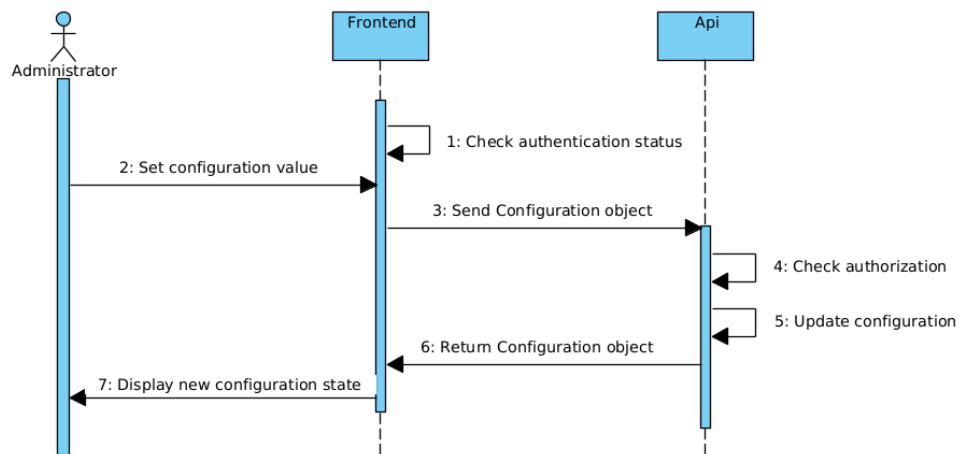 Frontend
Api
Administrator
1: Check authentication status
2: Set configuration value
3: Send Configuration object
4: Check authorization
5: Update configuration
6: Return Configuration object
7: Display new configuration state